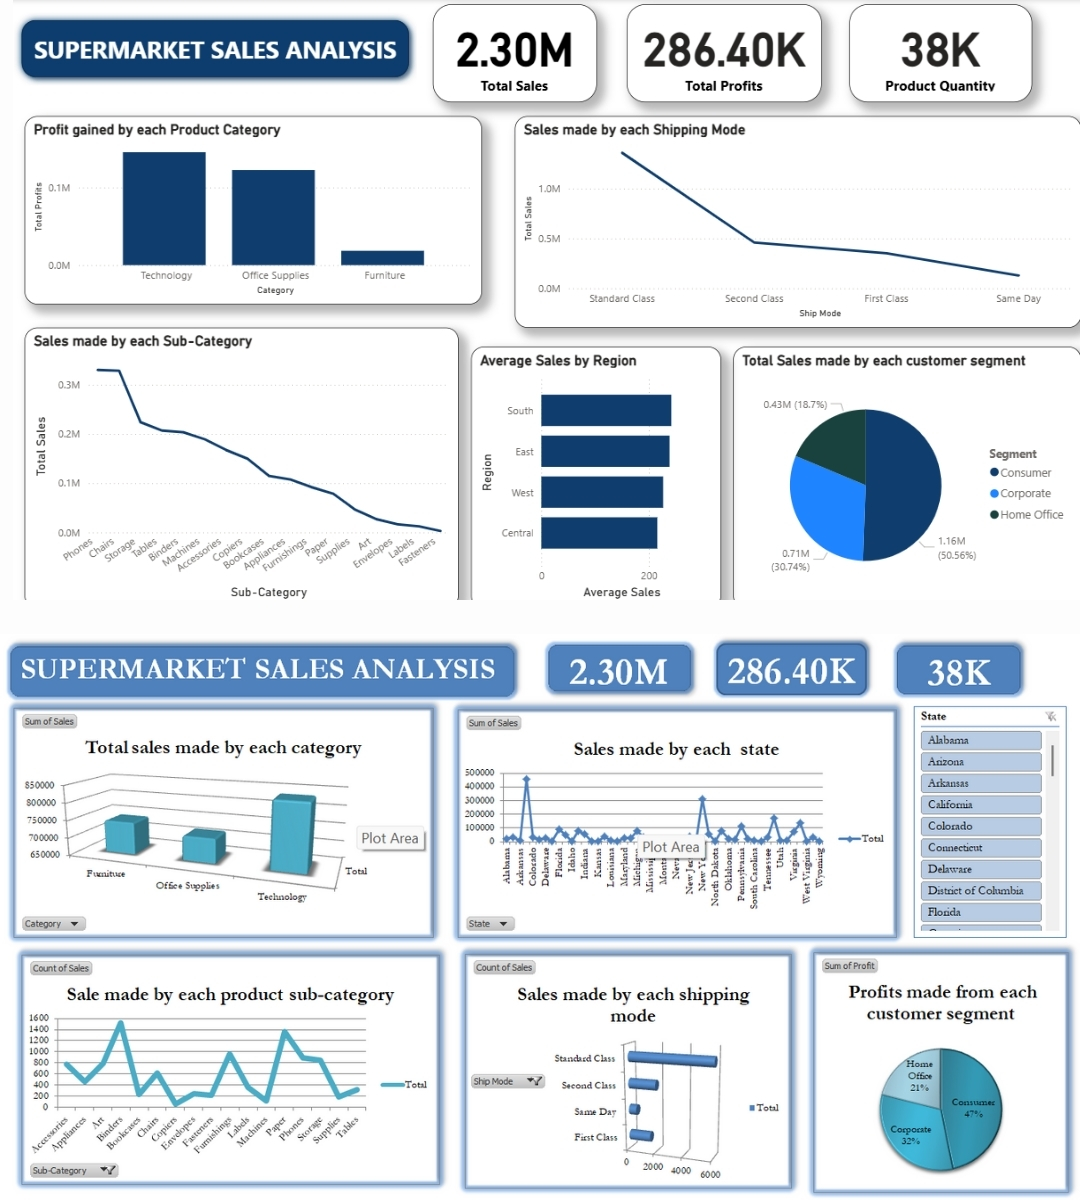 SUPERMARKET SALES ANALYSIS
2.30M
Total Sales
286.40K
Total Profits
38K
Product Quantity
Profit gained by each Product Category
Total Profits
0.1M
0.0M
Technology
Office Supplies
Furniture
Category
Sales made by each Shipping Mode
Total Sales
1.0M
0.5M
0.0M
Standard Class
Second Class
First Class
Same Day
Ship Mode
Sales made by each Sub-Category
Total Sales
0.3M
0.2M
0.1M
0.0M
Phones
Chairs
Storage
Tables
Binders
Machines
Accessories
Copiers
Bookcases
Appliances
Furnishings
Paper
Supplies
Art
Envelopes
Labels
Fasteners
Sub-Category
Average Sales by Region
Region
South
East
West
Central
0
200
Average Sales
Total Sales made by each customer segment
0.43M (18.7%)
0.71M
(30.74%)
1.16M
(50.56%)
Segment
Consumer
Corporate
Home Office
SUPERMARKET SALES ANALYSIS
2.30M
286.40K
38K
Sum of Sales
Total sales made by each category
850000
800000
750000
700000
650000
Furniture
Office Supplies
Technology
Total
Plot Area
Category
Sum of Sales
Sales made by each state
500000
400000
300000
200000
100000
0
Alabama
Arkansas
Colorado
Delaware
Florida
Idaho
Indiana
Kansas
Louisiana
Maryland
Michig
Mississip
Monta
Neva
New Jer
New Y
North Dakota
Oklahoma
Pennsylvania
South Carolina
Tennessee
Utah
Virginia
West Virginia
Wyoming
Plot Area
Total
State
State
Alabama
Arizona
Arkansas
California
Colorado
Connecticut
Delaware
District of Columbia
Florida
Count of Sales
Sale made by each product sub-category
1600
1400
1200
1000
800
600
400
200
0
Accessories
Appliances
Art
Binders
Bookcases
Chairs
Copiers
Envelopes
Fasteners
Furnishings
Labels
Machines
Paper
Phones
Storage
Supplies
Tables
Total
Sub-Category
Count of Sales
Sales made by each shipping
mode
Ship Mode
Standard Class
Second Class
Same Day
First Class
0
2000
4000
6000
Total
Sum of Profit
Profits made from each
customer segment
Home
Office
21%
Consumer
47%
Corporate
32%